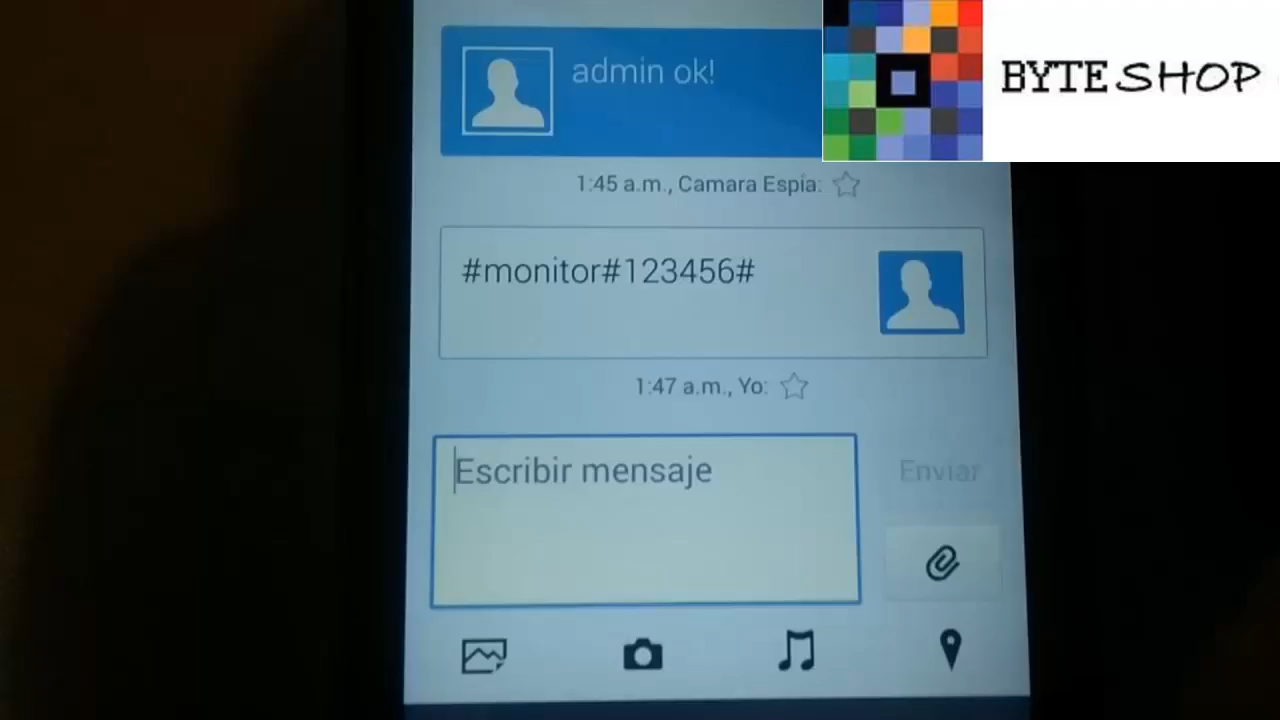 admin ok!
BYTE SHOP
1:45 a.m., Camara Espía:
#monitor#123456#
1:47 a.m., Yo:
Escribir mensaje
Enviar